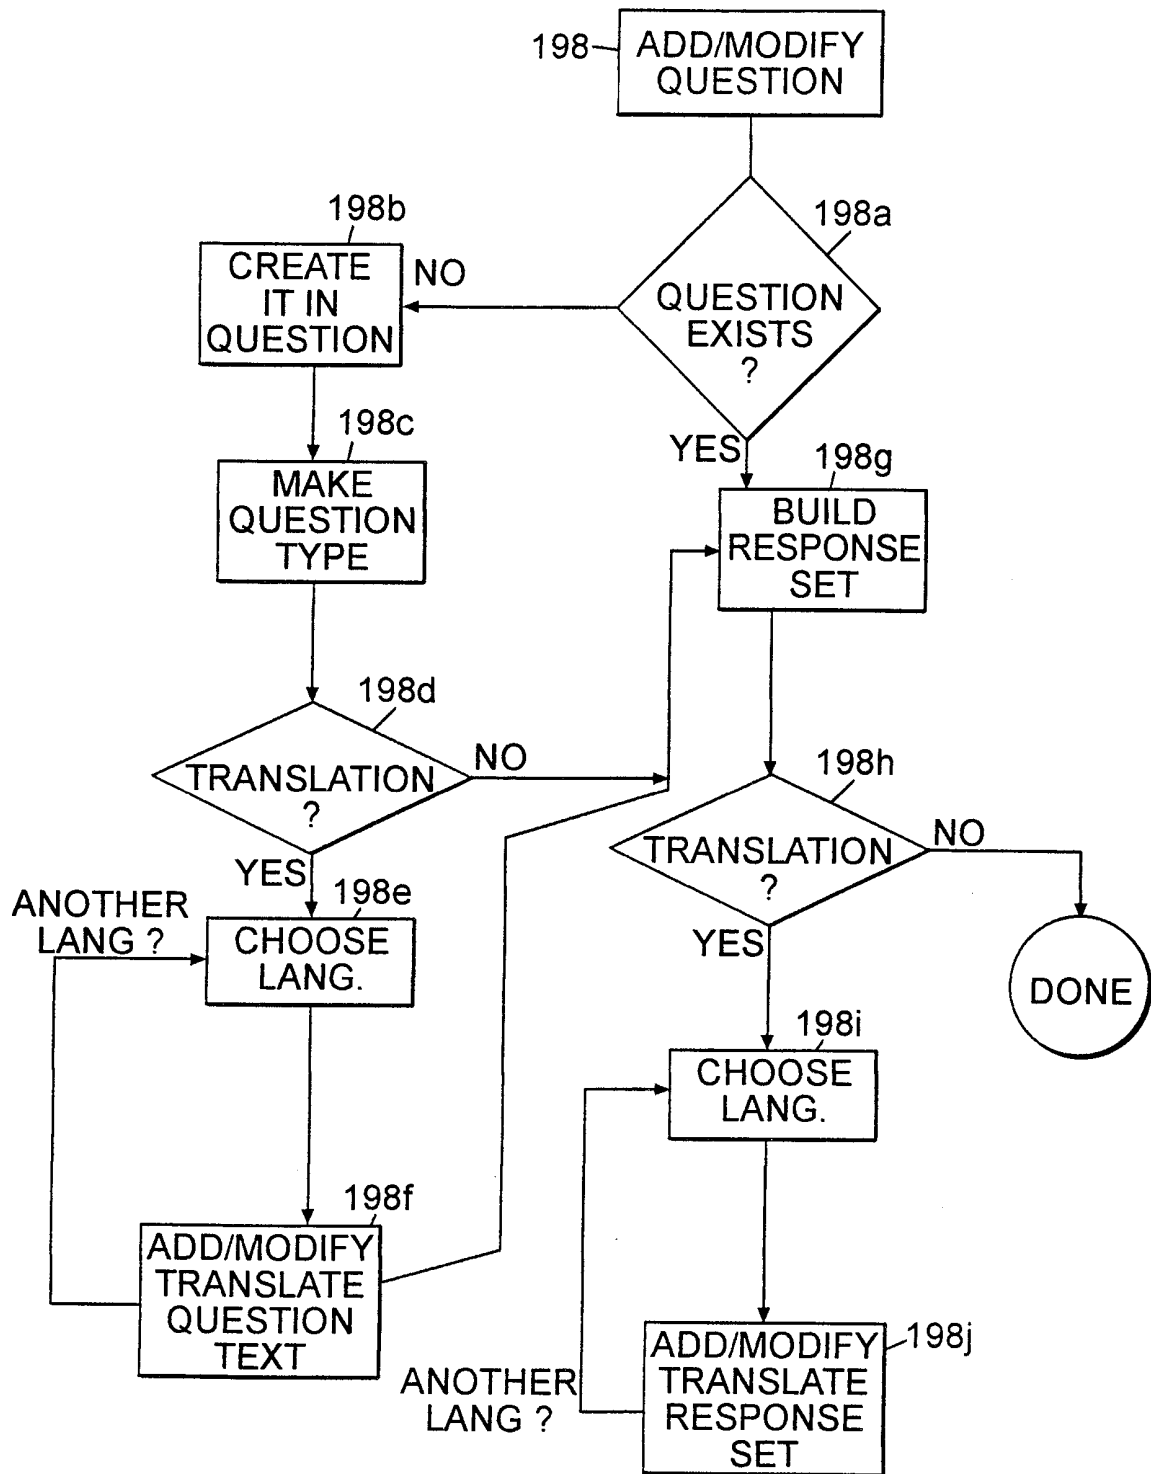 198
ADD/MODIFY
QUESTION
198a
QUESTION
EXISTS
?
NO
YES
198b
CREATE
IT IN
QUESTION
198c
MAKE
QUESTION
TYPE
198d
TRANSLATION
?
NO
YES
198e
CHOOSE
LANG.
ANOTHER
LANG ?
198f
ADD/MODIFY
TRANSLATE
QUESTION
TEXT
198g
BUILD
RESPONSE
SET
198h
TRANSLATION
?
NO
DONE
YES
198i
CHOOSE
LANG.
198j
ADD/MODIFY
TRANSLATE
RESPONSE
SET
ANOTHER
LANG ?